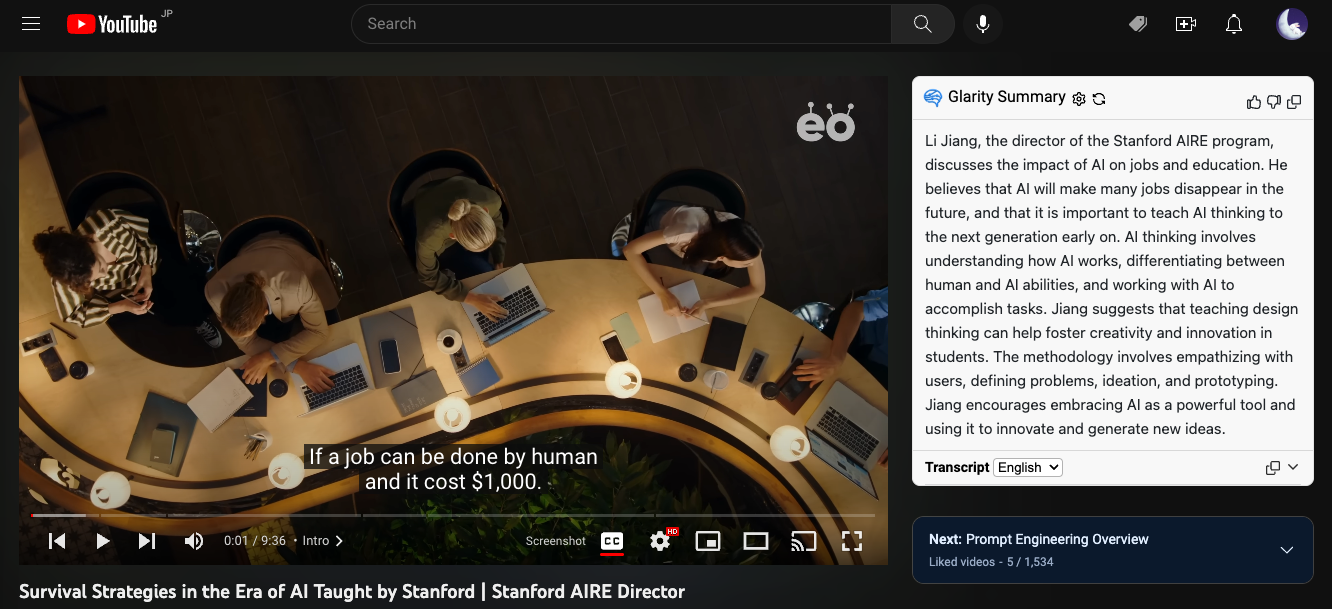 YouTube JP
Search
eo
Glarity Summary
Li Jiang, the director of the Stanford AIRE program,
discusses the impact of AI on jobs and education. He
believes that AI will make many jobs disappear in the
future, and that it is important to teach AI thinking to
the next generation early on. AI thinking involves
understanding how AI works, differentiating between
human and AI abilities, and working with AI to
accomplish tasks. Jiang suggests that teaching design
thinking can help foster creativity and innovation in
students. The methodology involves empathizing with
users, defining problems, ideation, and prototyping.
Jiang encourages embracing AI as a powerful tool and
using it to innovate and generate new ideas.
Transcript English
If a job can be done by human
and it cost $1,000.
0:01 / 9:36 • Intro
Screenshot
CC
HD
Next: Prompt Engineering Overview
Liked videos - 5 / 1,534
Survival Strategies in the Era of AI Taught by Stanford | Stanford AIRE Director